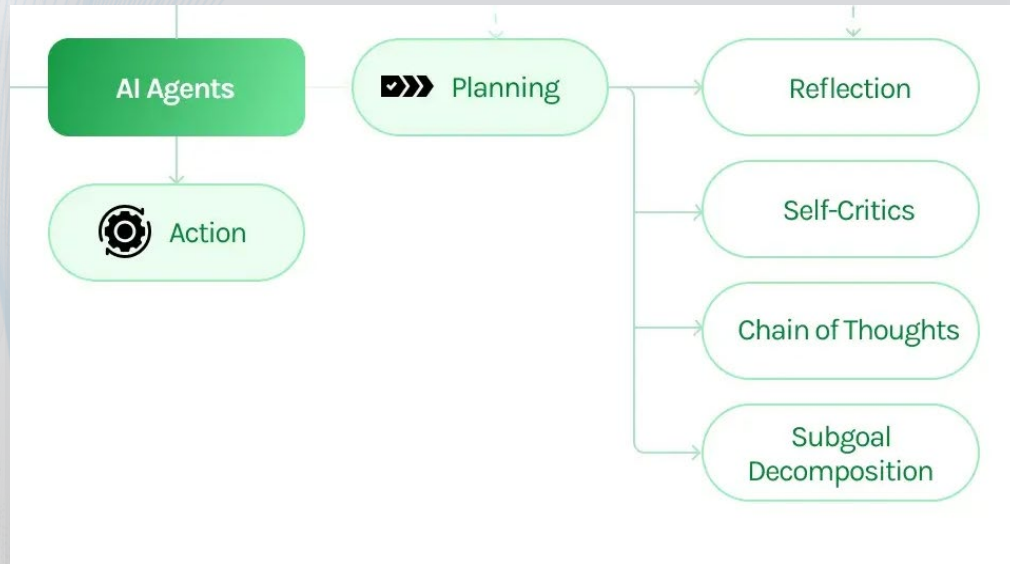 AI Agents
Planning
Reflection
Action
Self-Critics
Chain of Thoughts
Subgoal
Decomposition